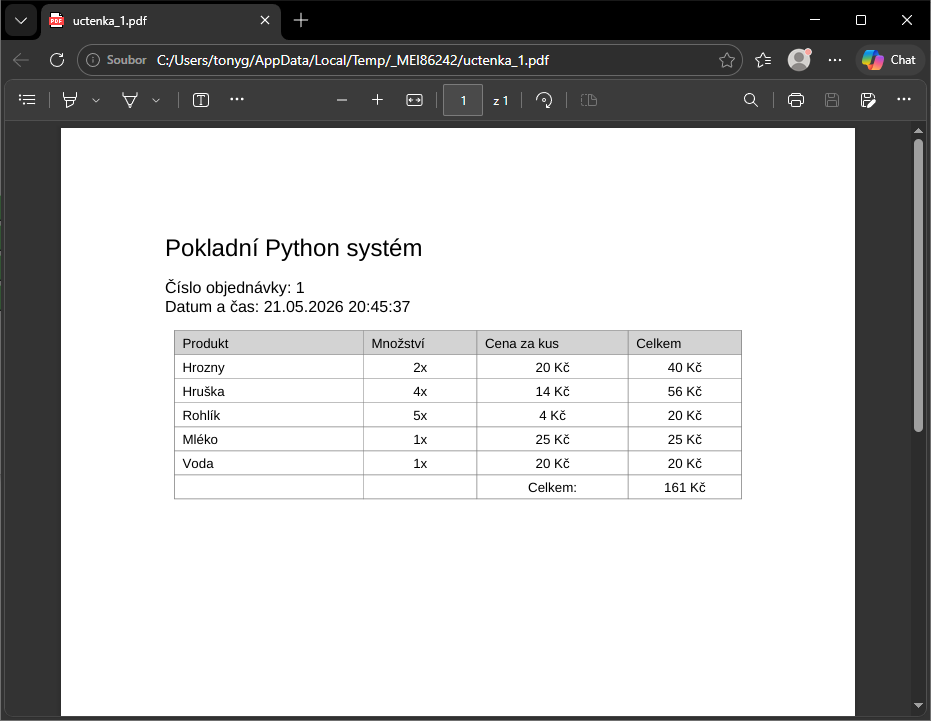 uctenka_1.pdf
Soubor C:/Users/tonyg/AppData/Local/Temp/_MEI86242/uctenka_1.pdf Chat
1 z 1
Pokladní Python systém
Číslo objednávky: 1
Datum a čas: 21.05.2026 20:45:37
Produkt Množství Cena za kus Celkem
Hrozny 2x 20 Kč 40 Kč
Hruška 4x 14 Kč 56 Kč
Rohlík 5x 4 Kč 20 Kč
Mléko 1x 25 Kč 25 Kč
Voda 1x 20 Kč 20 Kč
Celkem: 161 Kč